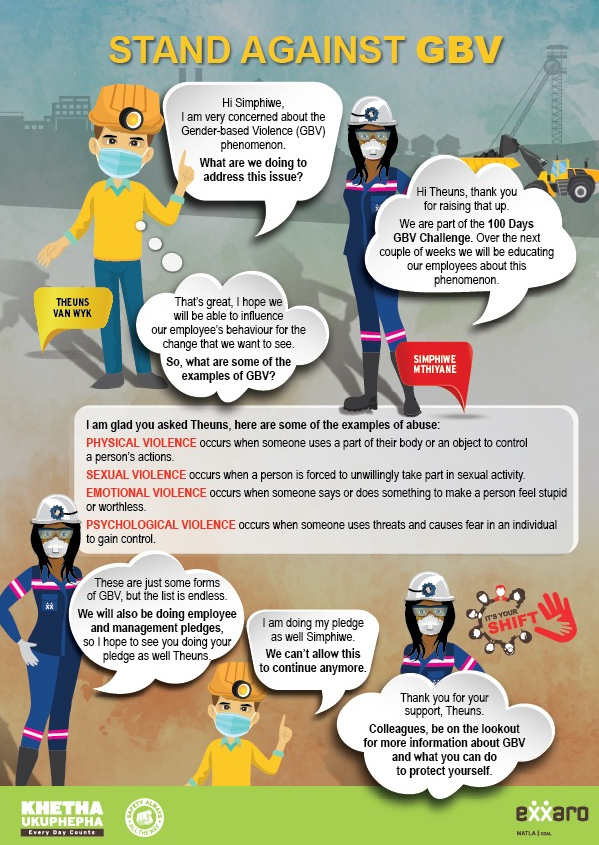 STAND AGAINST GBV
Hi Simphiwe,
I am very concerned about the
Gender-based Violence (GBV)
phenomenon.
What are we doing to
address this issue?
Hi Theuns, thank you
for raising that up.
We are part of the 100 Days
GBV Challenge. Over the next
couple of weeks we will be educating
our employees about this
phenomenon.
THEUNS
VAN WYK
That's great, I hope we
will be able to influence
our employee's behaviour for the
change that we want to see.
So, what are some of the
examples of GBV?
SIMPHIWE
MTHIYANE
I am glad you asked Theuns, here are some of the examples of abuse:
PHYSICAL VIOLENCE occurs when someone uses a part of their body or an object to control
a person's actions.
SEXUAL VIOLENCE occurs when a person is forced to unwillingly take part in sexual activity.
EMOTIONAL VIOLENCE occurs when someone says or does something to make a person feel stupid
or worthless.
PSYCHOLOGICAL VIOLENCE occurs when someone uses threats and causes fear in an individual
to gain control.
These are just some forms
of GBV, but the list is endless.
We will also be doing employee
and management pledges,
so I hope to see you doing your
pledge as well Theuns.
I am doing my pledge
as well Simphiwe.
We can't allow this
to continue anymore.
IT'S YOUR
SHIFT
Thank you for your
support, Theuns.
Colleagues, be on the lookout
for more information about GBV
and what you can do
to protect yourself.
KHETHA
UKUPHEPHA
Every Day Counts
SAFETY ALWAYS
ALL THE WAY
exxaro
MATLA | COAL